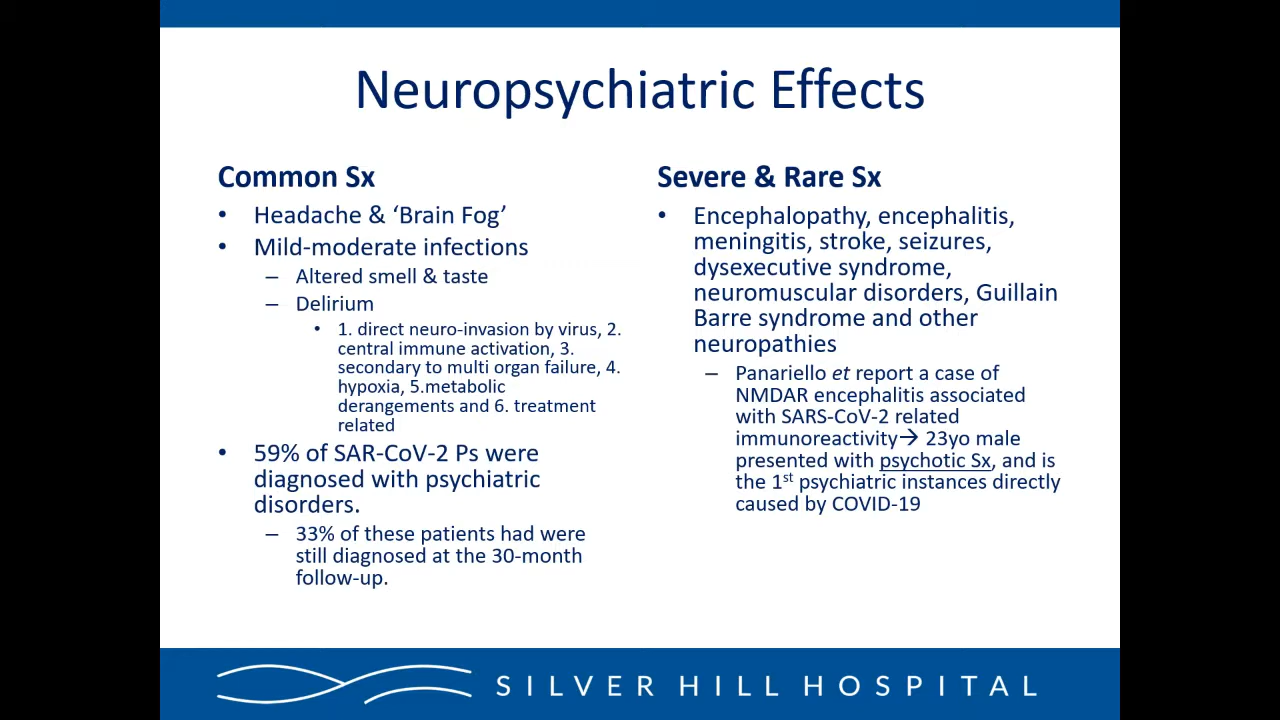 Neuropsychiatric Effects
Common Sx
• Headache & ‘Brain Fog’
• Mild-moderate infections
– Altered smell & taste
– Delirium
• 1. direct neuro-invasion by virus, 2.
central immune activation, 3.
secondary to multi organ failure, 4.
hypoxia, 5.metabolic
derangements and 6. treatment
related
• 59% of SAR-CoV-2 Ps were
diagnosed with psychiatric
disorders.
– 33% of these patients had were
still diagnosed at the 30-month
follow-up.
Severe & Rare Sx
• Encephalopathy, encephalitis,
meningitis, stroke, seizures,
dysexecutive syndrome,
neuromuscular disorders, Guillain
Barre syndrome and other
neuropathies
– Panariello et report a case of
NMDAR encephalitis associated
with SARS-CoV-2 related
immunoreactivity→ 23yo male
presented with psychotic Sx, and is
the 1st psychiatric instances directly
caused by COVID-19
SILVER HILL HOSPITAL